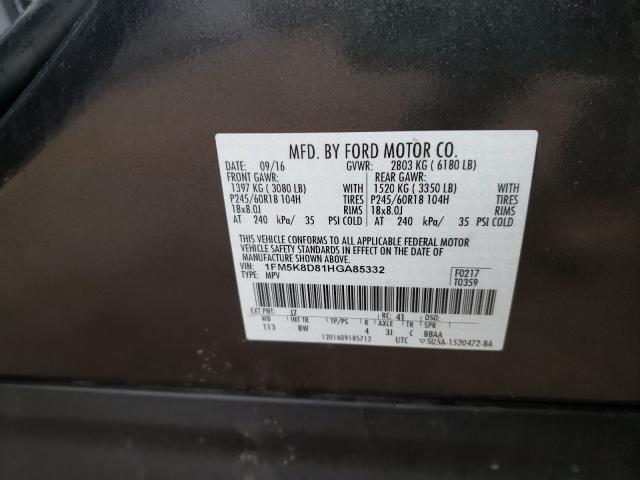 MFD. BY FORD MOTOR CO.
DATE: 09/16 GVWR: 2803 KG ( 6180 LB)
FRONT GAWR: REAR GAWR:
1397 KG ( 3080 LB) WITH 1520 KG ( 3350 LB) WITH
P245/60R18 104H TIRES P245/60R18 104H TIRES
18x8.0J RIMS 18x8.0J RIMS
AT 240 kPa/ 35 PSI COLD AT 240 kPa/ 35 PSI COLD
THIS VEHICLE CONFORMS TO ALL APPLICABLE FEDERAL MOTOR
VEHICLE SAFETY STANDARDS IN EFFECT ON THE DATE OF
MANUFACTURE SHOWN ABOVE.
VIN: 1FM5K8D81HGA85332 F0217
TYPE: MPV T0359
EXT PNT: J7 RC: 41 DSO:
WB INT TR TP/PS R AXLE TR SPR
113 BW 4 3J C BBAA
1201609185712 UTC 5U5A-1520472-BA